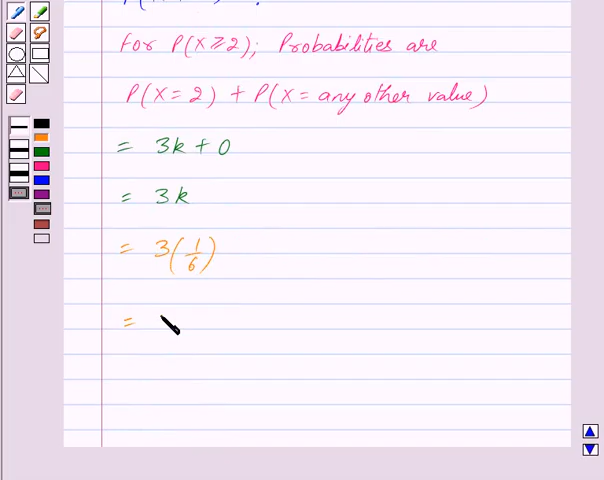 For P(X ⩾ 2); Probabilities are
P(X = 2) + P(X = any other value)
= 3k + 0
= 3k
= 3(1/6)
=